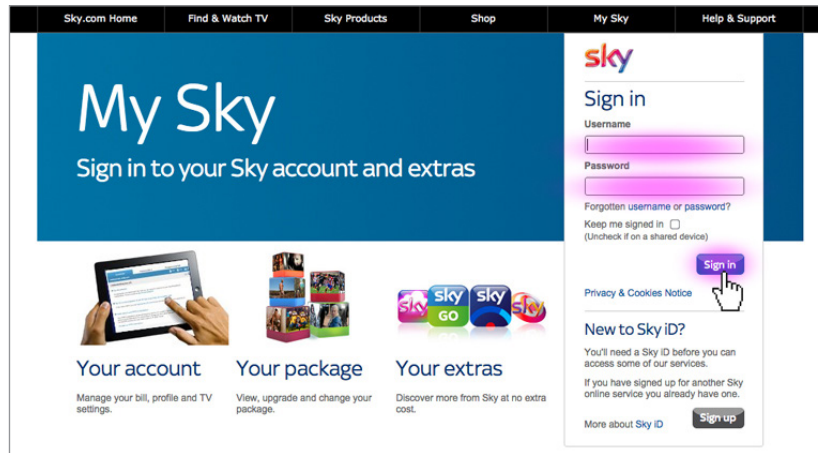 Sky.com Home Find & Watch TV Sky Products Shop My Sky Help & Support
My Sky
Sign in to your Sky account and extras
sky
Sign in
Username
Password
Forgotten username or password?
Keep me signed in
(Uncheck if on a shared device)
Sign in
Privacy & Cookies Notice
New to Sky iD?
You'll need a Sky iD before you can
access some of our
services.
If you have signed up for another Sky
online service you already have one.
More about Sky iD
Sign up
sky
sky
GO
sky
sky
Your account
Manage your bill, profile and TV
settings.
Your package
View, upgrade and change your
package.
Your extras
Discover more from Sky at no extra
cost.